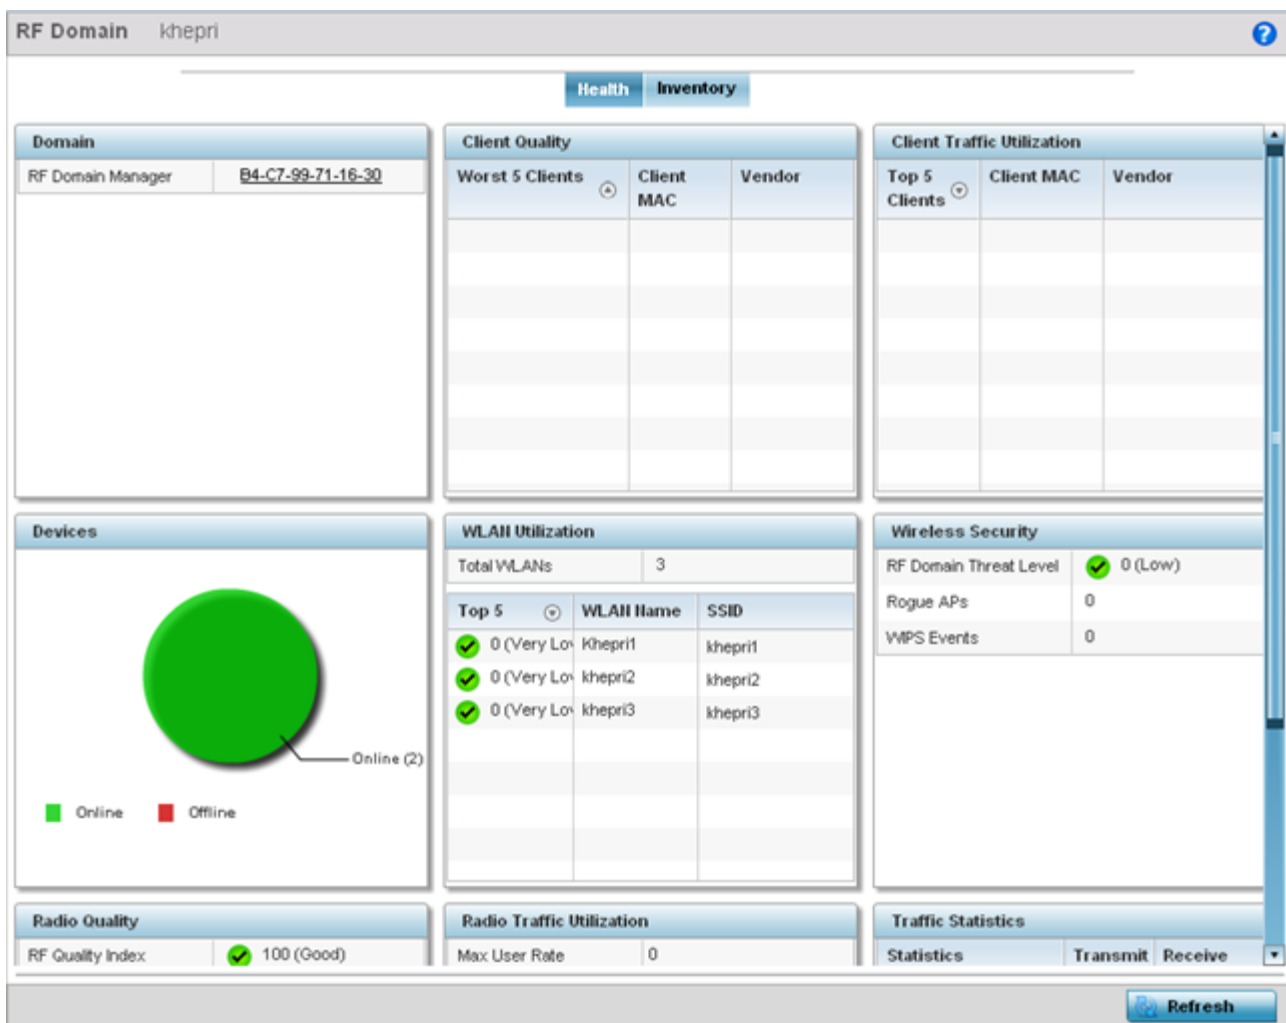 RF Domain khepri
?
Health Inventory
Domain
RF Domain Manager B4-C7-99-71-16-30
Client Quality
Worst 5 Clients Client MAC Vendor
Client Traffic Utilization
Top 5 Clients Client MAC Vendor
Devices
Online (2)
Online Offline
WLAN Utilization
Total WLANs 3
Top 5 WLAN Name SSID
0 (Very Lov Khepri1 khepri1
0 (Very Lov khepri2 khepri2
0 (Very Lov khepri3 khepri3
Wireless Security
RF Domain Threat Level 0 (Low)
Rogue APs 0
WIPS Events 0
Radio Quality
RF Quality Index 100 (Good)
Radio Traffic Utilization
Max User Rate 0
Traffic Statistics
Statistics Transmit Receive
Refresh